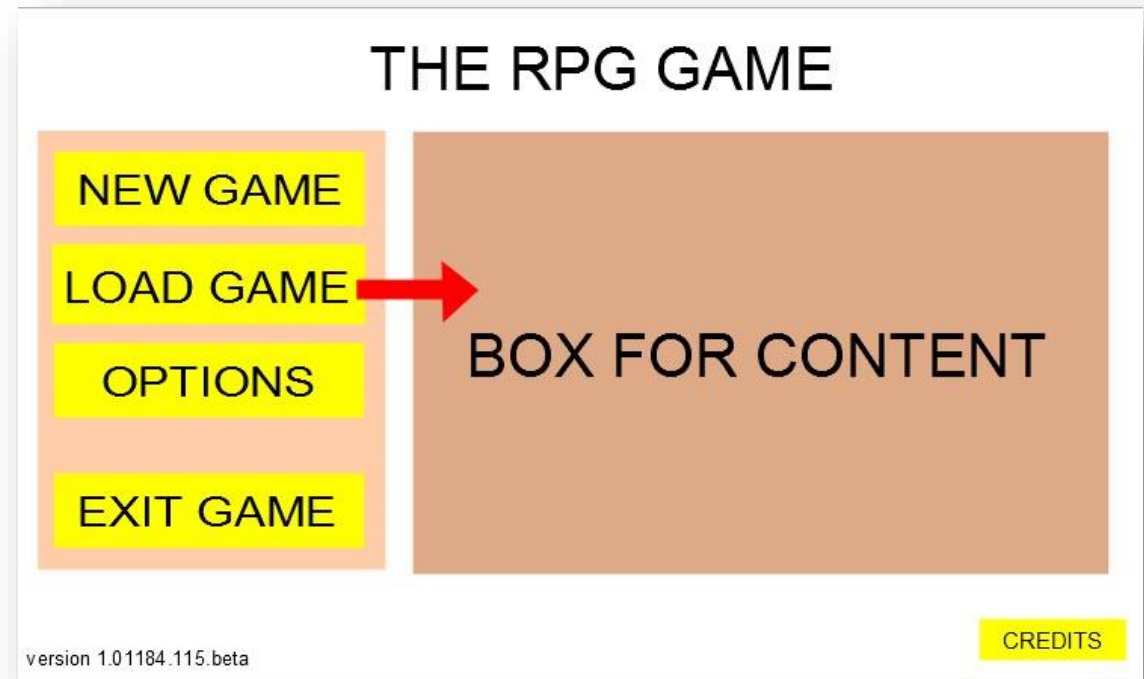 THE RPG GAME
NEW GAME
LOAD GAME
OPTIONS
EXIT GAME
BOX FOR CONTENT
version 1.01184.115.beta
CREDITS